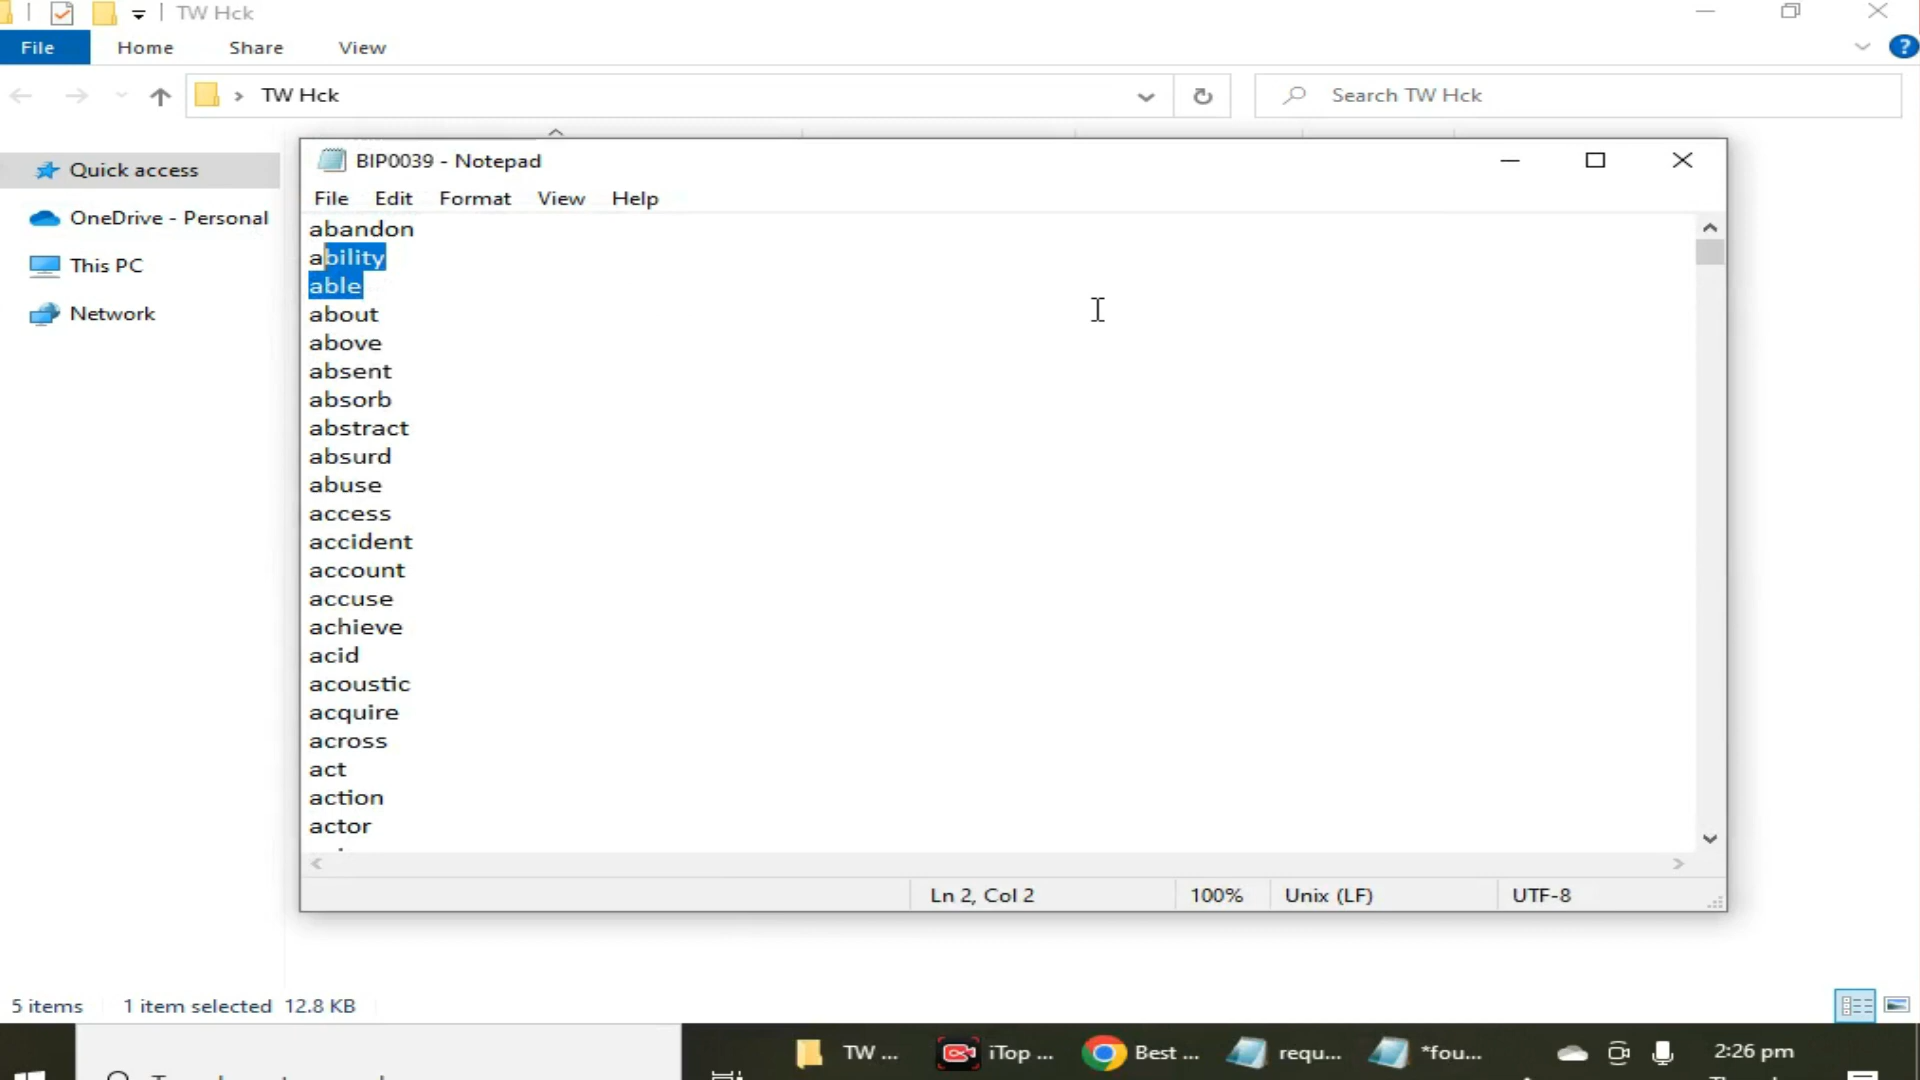 TW Hck
File Home Share View
TW Hck
Search TW Hck
Quick access
OneDrive - Personal
This PC
Network
BIP0039 - Notepad
File Edit Format View Help
abandon
ability
able
about
above
absent
absorb
abstract
absurd
abuse
access
accident
account
accuse
achieve
acid
acoustic
acquire
across
act
action
actor
Ln 2, Col 2 100% Unix (LF) UTF-8
5 items 1 item selected 12.8 KB
TW ... iTop ... Best ... requ... *fou... 2:26 pm